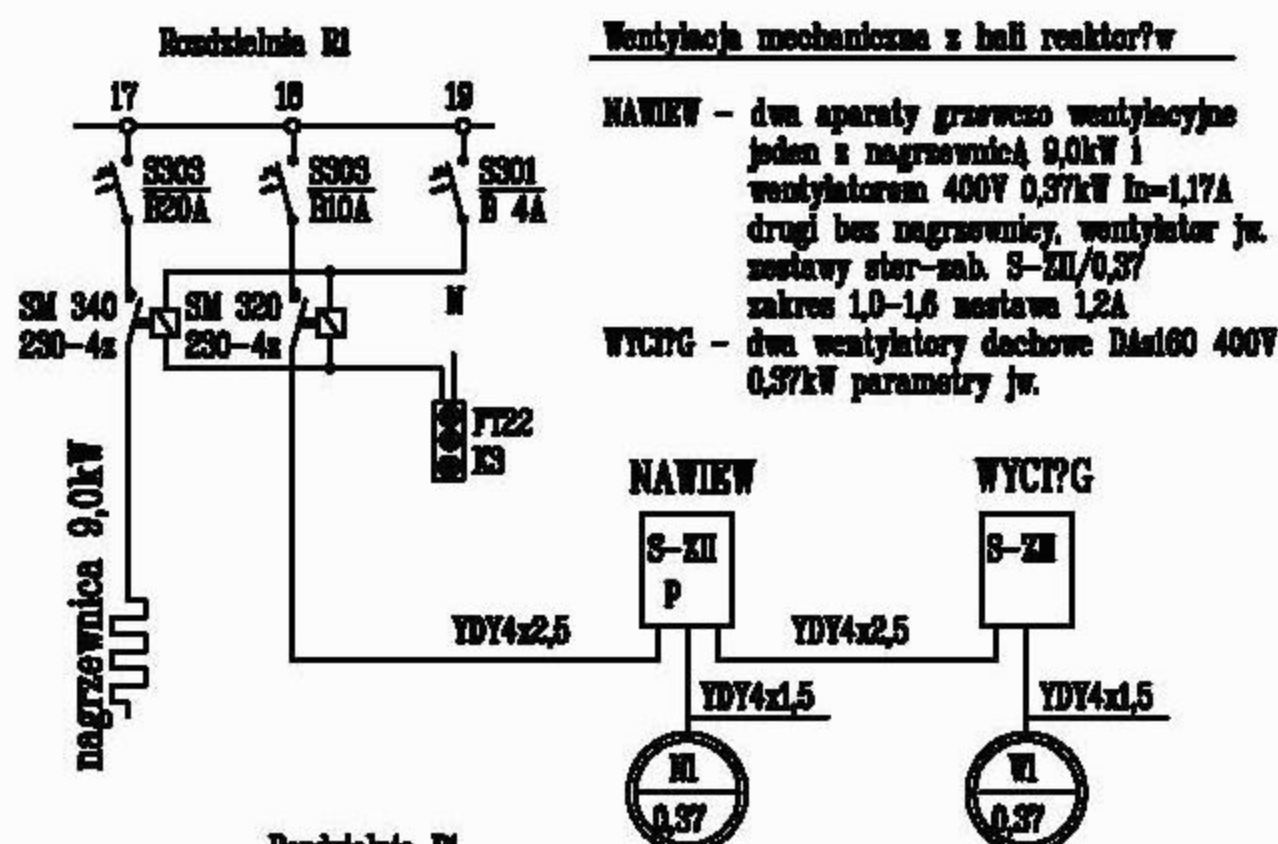 Rozdzielnia R1
17 18 19
S303
B20A
S303
B10A
S301
B 4A
SM 340
230-4z
SM 320
230-4z
N
FT22
K3
nagrzewnica 9,0kW
Wentylacja mechaniczna z hali reaktor?w
NAWIEW - dwa aparaty grzewczo wentylacyjne
jeden z nagrzewnicą 9,0kW i
wentylatorem 400V 0,37kW In=1,17A
drugi bez nagrzewnicy, wentylator jw.
zestawy ster-zab. S-ZII/0,37
zakres 1,0-1,6 nastawa 1,2A
WYCI?G - dwa wentylatory dachowe DAs160 400V
0,37kW parametry jw.
NAWIEW
S-ZII
P
WYCI?G
S-ZII
YDY4x2,5
YDY4x2,5
YDY4x1,5
YDY4x1,5
N1
0,37
W1
0,37
Rozdzielnia R1